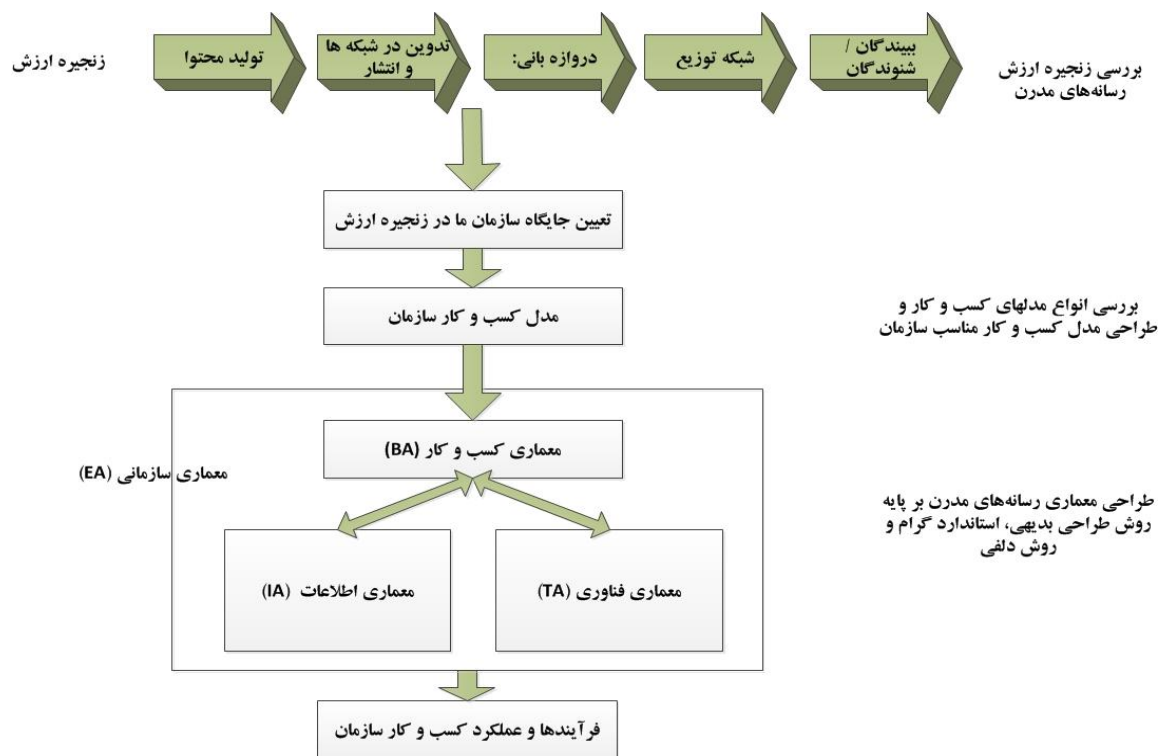 زنجیره ارزش
تولید محتوا
تدوین در شبکه ها
و انتشار
دروازه بانی:
شبکه توزیع
بینندگان /
شنوندگان
بررسی زنجیره ارزش
رسانه‌های مدرن
تعیین جایگاه سازمان ما در زنجیره ارزش
مدل کسب و کار سازمان
بررسی انواع مدلهای کسب و کار و
طراحی مدل کسب و کار مناسب سازمان
معماری کسب و کار (BA)
معماری سازمانی (EA)
معماری اطلاعات (IA)
معماری فناوری (TA)
طراحی معماری رسانه‌های مدرن بر پایه
روش طراحی بدیهی، استاندارد گرام و
روش دلفی
فرآیندها و عملکرد کسب و کار سازمان